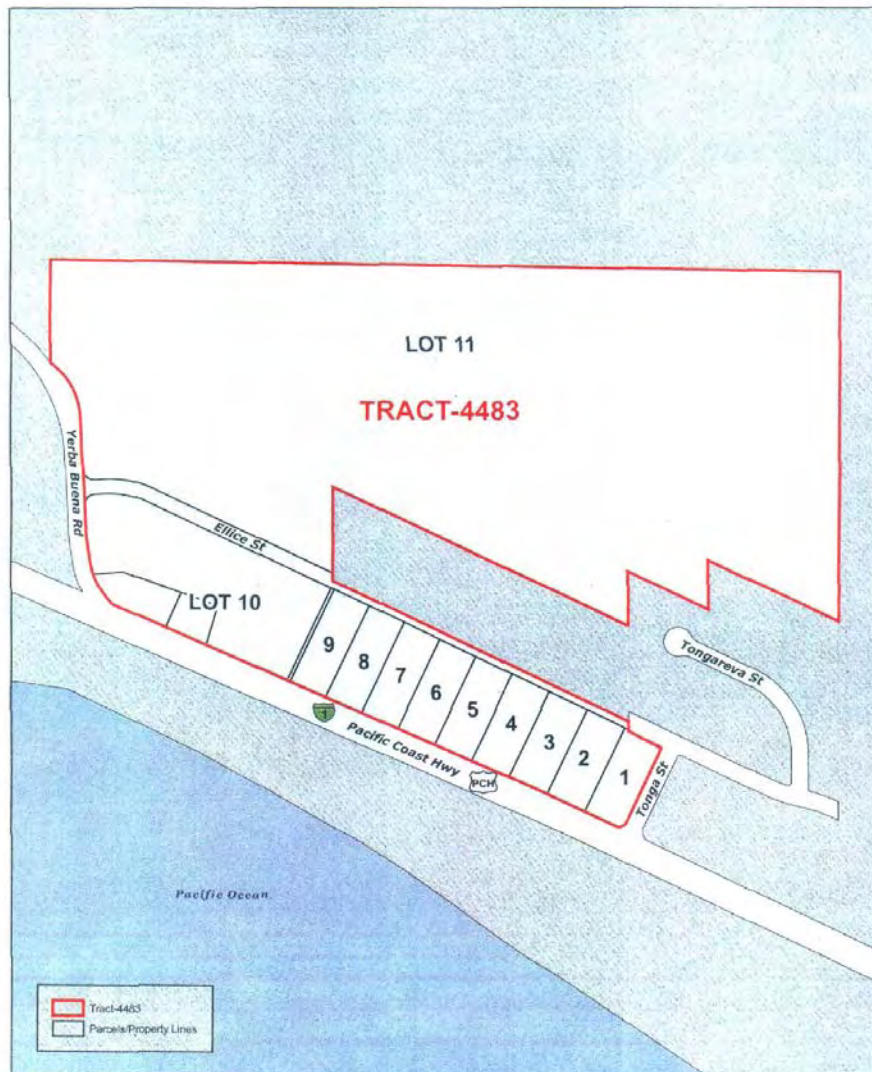 LOT 11
TRACT-4483
Yerba Buena Rd
Ellice St
LOT 10
9
8
7
6
5
4
3
2
1
Tongareva St
Tonga St
1
Pacific Coast Hwy
PCH
Pacific Ocean
Tract-4483
Parcels/Property Lines